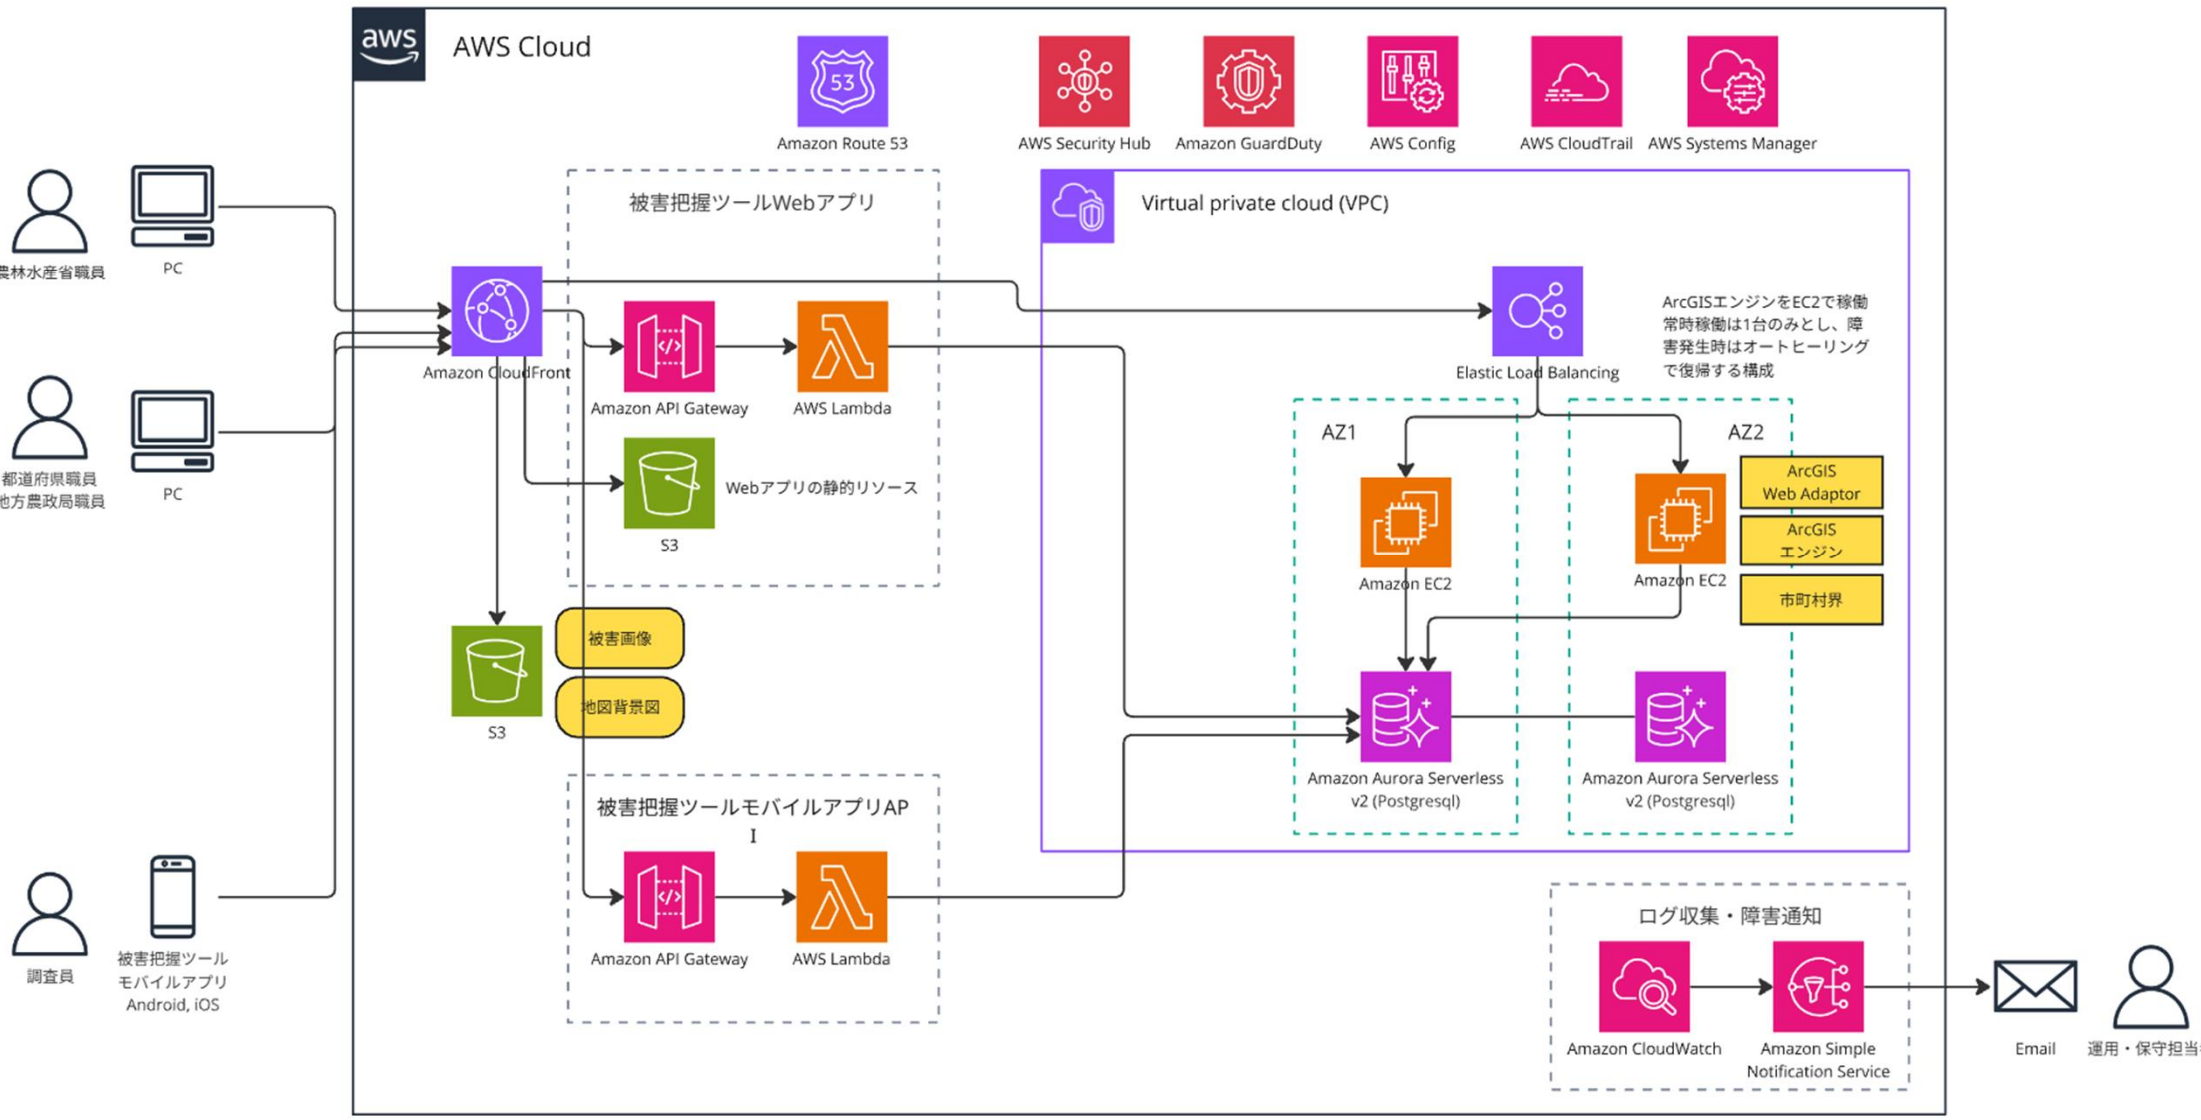 aws
AWS Cloud
53
Amazon Route 53
AWS Security Hub
Amazon GuardDuty
AWS Config
AWS CloudTrail
AWS Systems Manager
農林水産省職員
PC
都道府県職員
地方農政局職員
PC
調査員
被害把握ツール
モバイルアプリ
Android, iOS
Amazon CloudFront
被害把握ツールWebアプリ
</>
Amazon API Gateway
AWS Lambda
Webアプリの静的リソース
S3
S3
被害画像
地図背景図
被害把握ツールモバイルアプリAP
I
</>
Amazon API Gateway
AWS Lambda
Virtual private cloud (VPC)
Elastic Load Balancing
ArcGISエンジンをEC2で稼働
常時稼働は1台のみとし、障
害発生時はオートヒーリング
で復帰する構成
AZ1
Amazon EC2
Amazon Aurora Serverless
v2 (Postgresql)
AZ2
Amazon EC2
ArcGIS
Web Adaptor
ArcGIS
エンジン
市町村界
Amazon Aurora Serverless
v2 (Postgresql)
ログ収集・障害通知
Amazon CloudWatch
Amazon Simple
Notification Service
Email
運用・保守担当